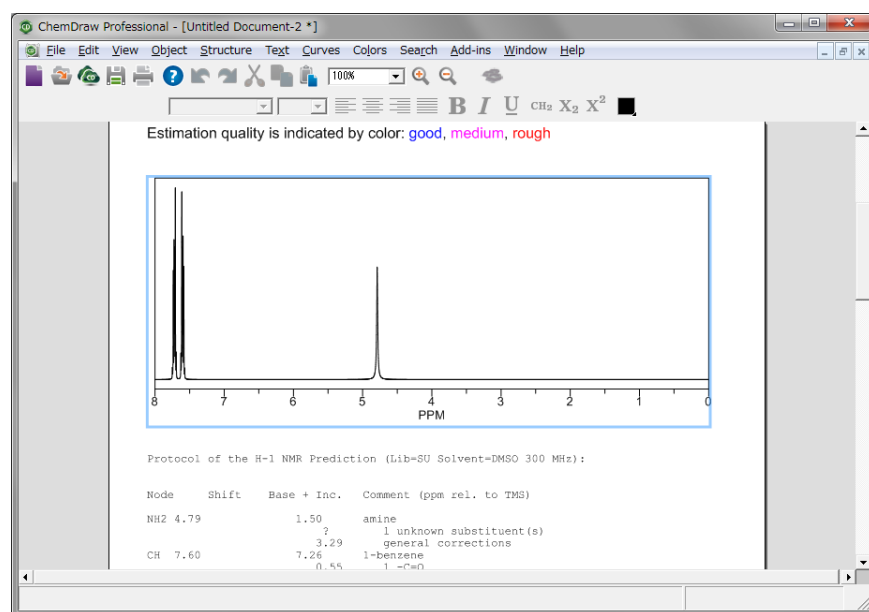 ChemDraw Professional - [Untitled Document-2 *]
File Edit View Object Structure Text Curves Colors Search Add-ins Window Help
100%
B I U CH2 X2 X2
Estimation quality is indicated by color: good, medium, rough
8 7 6 5 4 3 2 1 0
PPM
Protocol of the H-1 NMR Prediction (Lib=SU Solvent=DMSO 300 MHz):
Node Shift Base + Inc. Comment (ppm rel. to TMS)
NH2 4.79 1.50 amine
? 1 unknown substituent(s)
3.29 general corrections
CH 7.60 7.26 1-benzene
0.55 1 -C=O